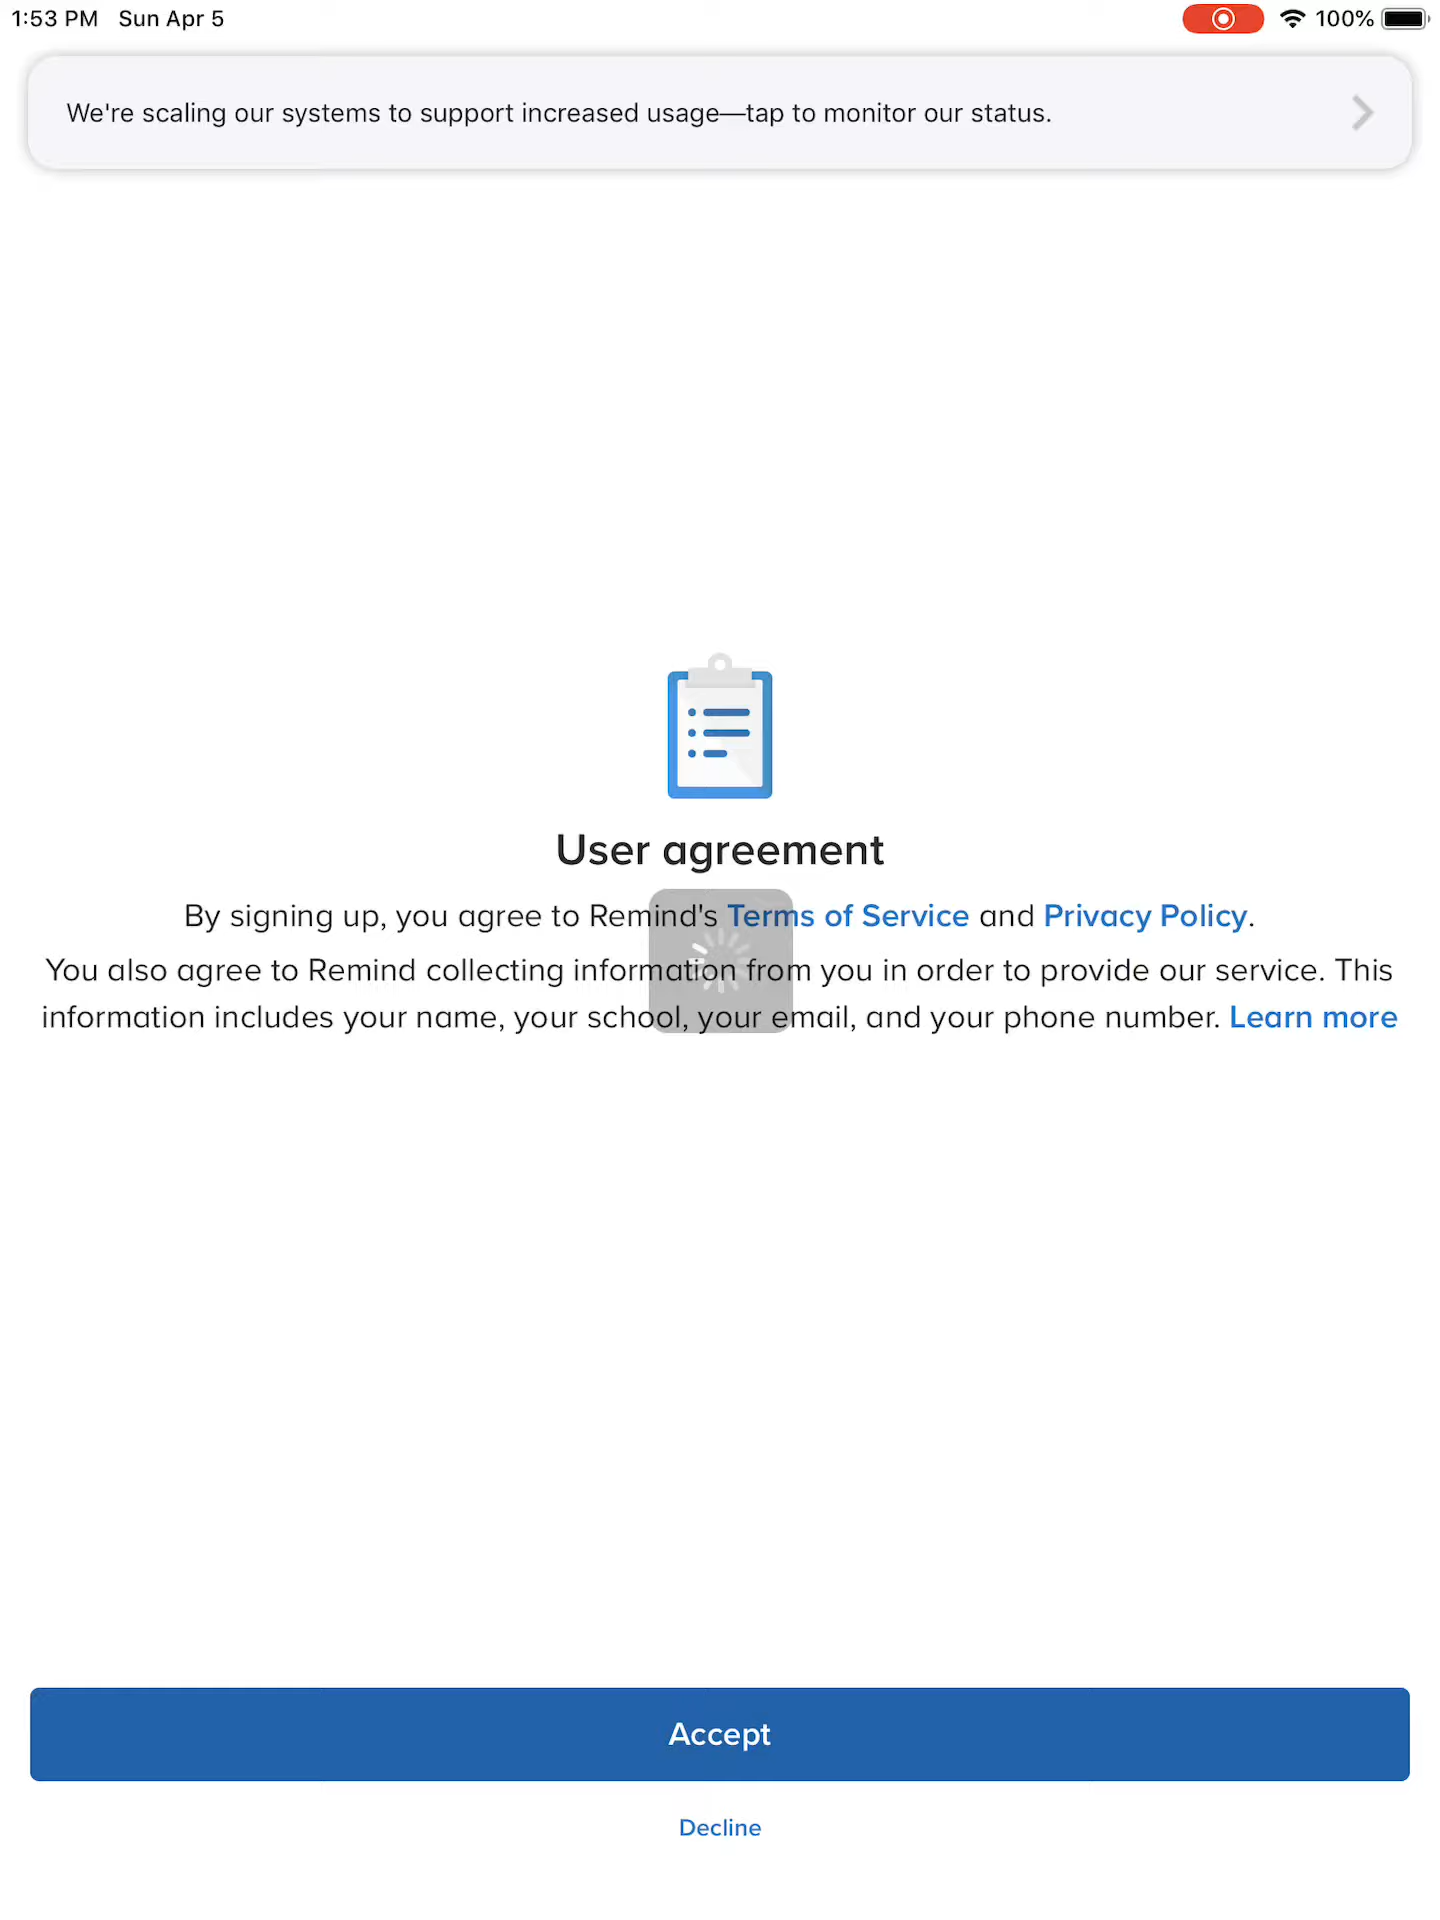 1:53 PM Sun Apr 5 100%
We're scaling our systems to support increased usage—tap to monitor our status.
User agreement
By signing up, you agree to Remind's Terms of Service and Privacy Policy.
You also agree to Remind collecting information from you in order to provide our service. This
information includes your name, your school, your email, and your phone number. Learn more
Accept
Decline